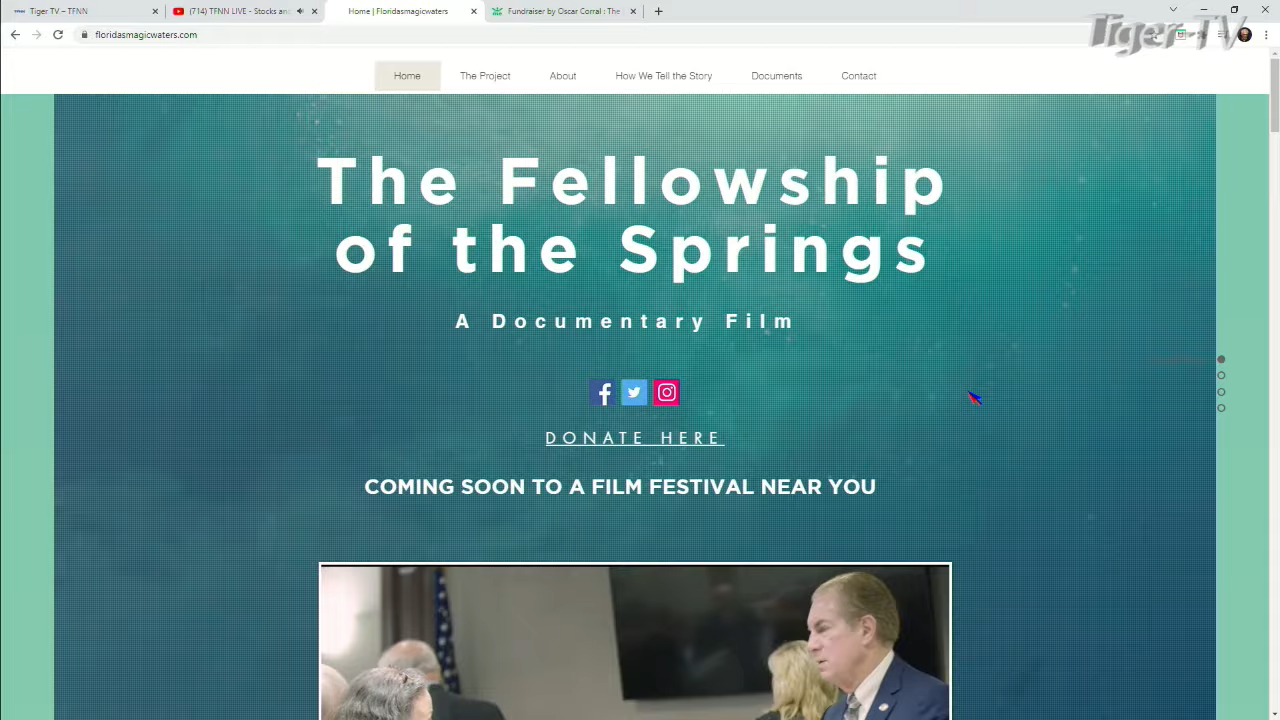 Tiger TV – TFNN
(714) TFNN LIVE - Stocks and
Home | Floridasmagicwaters
Fundraiser by Oscar Corral : The
floridasmagicwaters.com
Tiger-TV
Home
The Project
About
How We Tell the Story
Documents
Contact
The Fellowship
of the Springs
A Documentary Film
DONATE HERE
COMING SOON TO A FILM FESTIVAL NEAR YOU